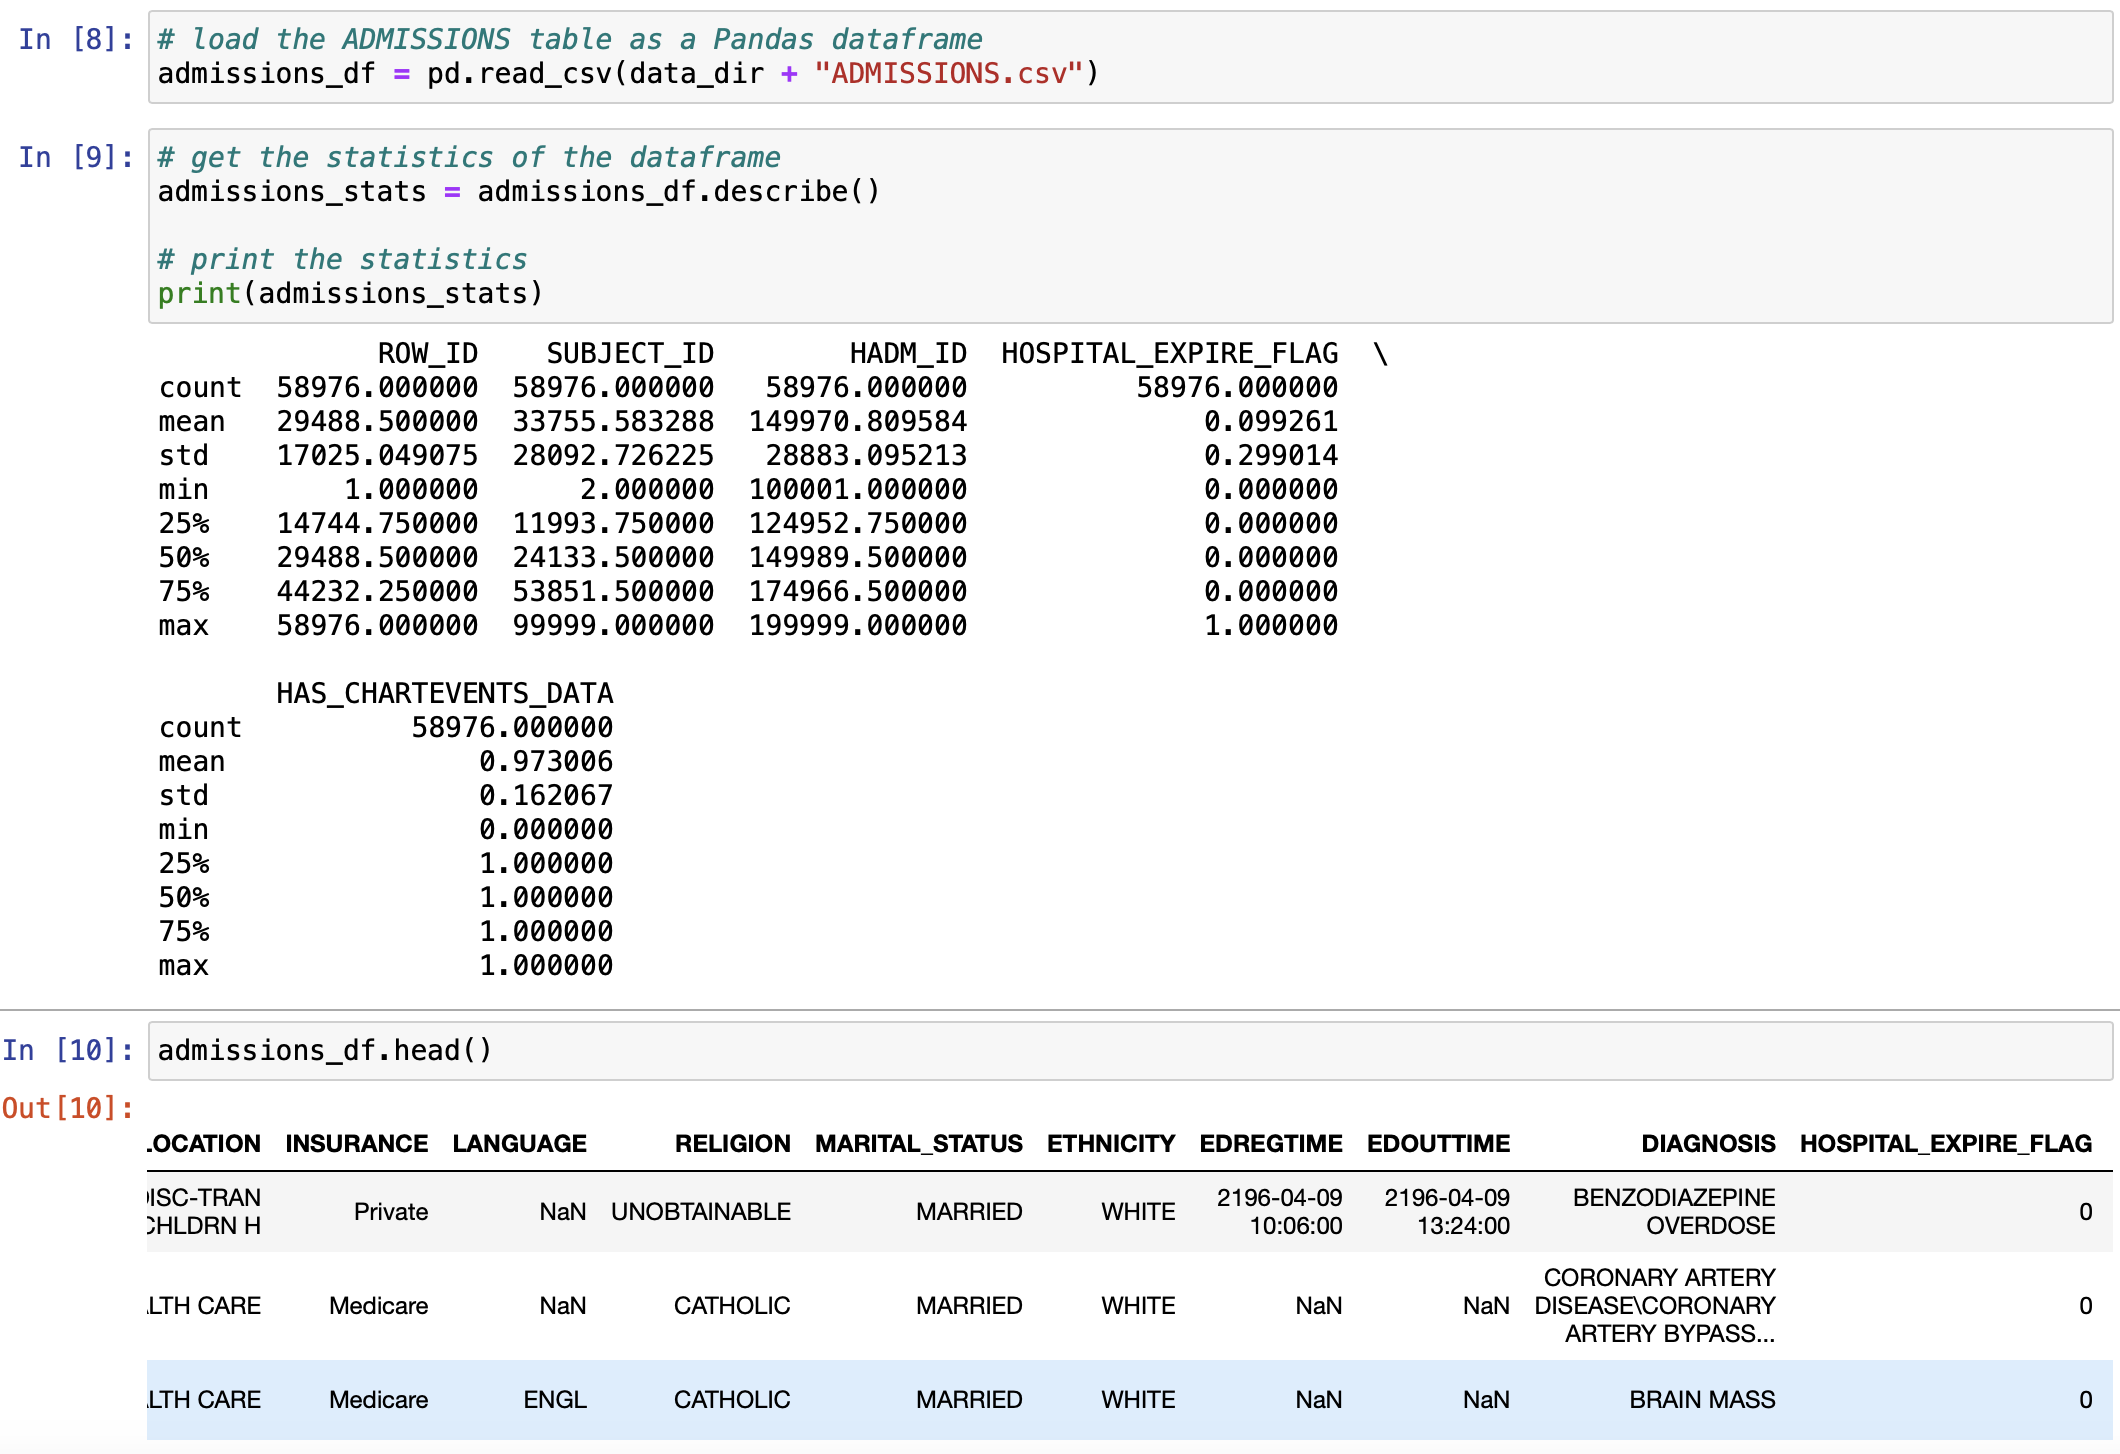 In [8]: # load the ADMISSIONS table as a Pandas dataframe
admissions_df = pd.read_csv(data_dir + "ADMISSIONS.csv")
In [9]: # get the statistics of the dataframe
admissions_stats = admissions_df.describe()
# print the statistics
print(admissions_stats)
ROW_ID SUBJECT_ID HADM_ID HOSPITAL_EXPIRE_FLAG \
count 58976.000000 58976.000000 58976.000000 58976.000000
mean 29488.500000 33755.583288 149970.809584 0.099261
std 17025.049075 28092.726225 28883.095213 0.299014
min 1.000000 2.000000 100001.000000 0.000000
25% 14744.750000 11993.750000 124952.750000 0.000000
50% 29488.500000 24133.500000 149989.500000 0.000000
75% 44232.250000 53851.500000 174966.500000 0.000000
max 58976.000000 99999.000000 199999.000000 1.000000
HAS_CHARTEVENTS_DATA
count 58976.000000
mean 0.973006
std 0.162067
min 0.000000
25% 1.000000
50% 1.000000
75% 1.000000
max 1.000000
In [10]: admissions_df.head()
Out[10]:
LOCATION INSURANCE LANGUAGE RELIGION MARITAL_STATUS ETHNICITY EDREGTIME EDOUTTIME DIAGNOSIS HOSPITAL_EXPIRE_FLAG
DISC-TRAN 2196-04-09 2196-04-09 BENZODIAZEPINE
Private NaN UNOBTAINABLE MARRIED WHITE 0
CHLDRN H 10:06:00 13:24:00 OVERDOSE
CORONARY ARTERY
LTH CARE Medicare NaN CATHOLIC MARRIED WHITE NaN NaN DISEASE\CORONARY 0
ARTERY BYPASS...
LTH CARE Medicare ENGL CATHOLIC MARRIED WHITE NaN NaN BRAIN MASS 0